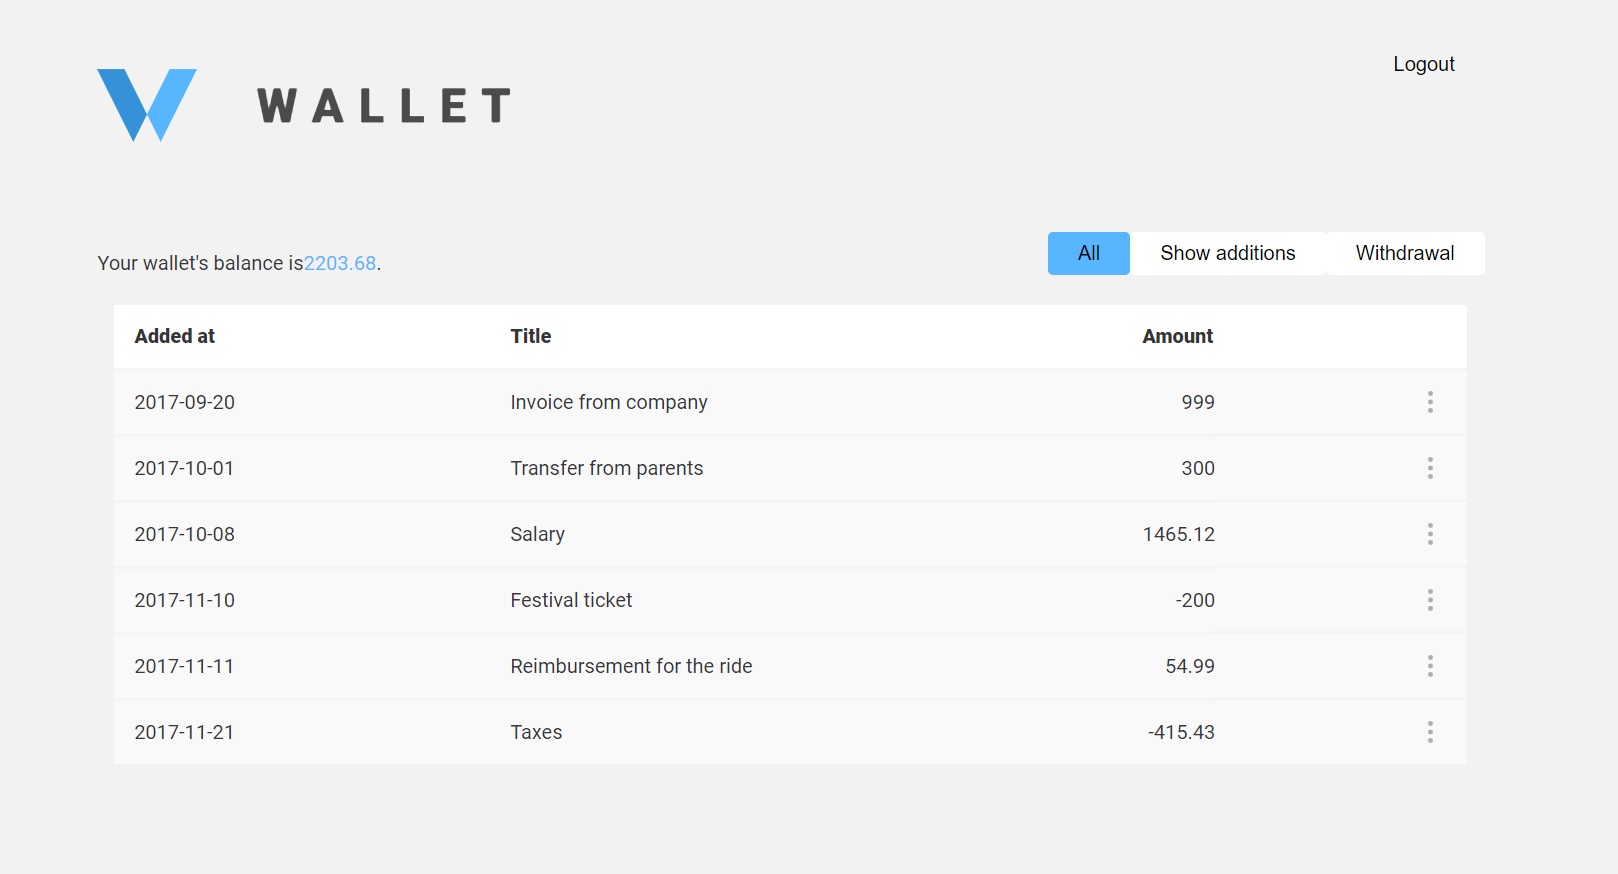 Logout
WALLET
All Show additions Withdrawal
Your wallet's balance is2203.68.
Added at Title Amount
2017-09-20 Invoice from company 999
2017-10-01 Transfer from parents 300
2017-10-08 Salary 1465.12
2017-11-10 Festival ticket -200
2017-11-11 Reimbursement for the ride 54.99
2017-11-21 Taxes -415.43